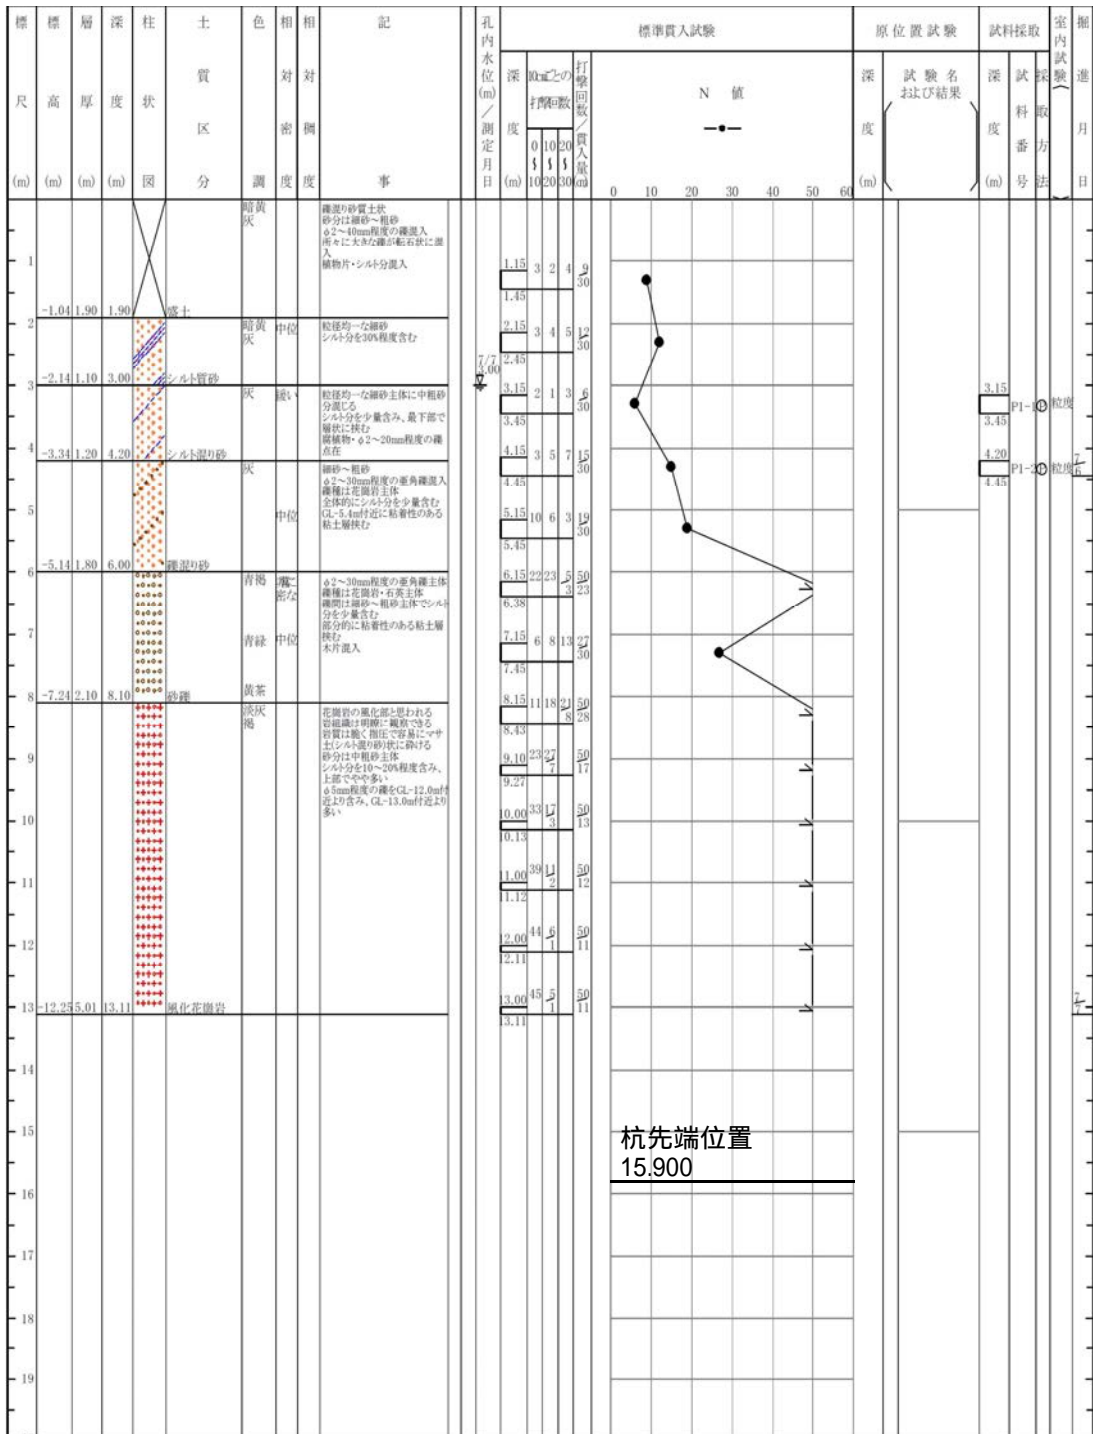 標尺(m)
標高(m)
層厚(m)
深度(m)
柱状図
土質区分
色調
相対密度
相対稠度
記事
孔内水位(m)／測定月日
標準貫入試験
深度(m)
10cmごとの打撃回数
0〜10
10〜20
20〜30
打撃回数／貫入量(cm)
N 値
0 10 20 30 40 50 60
原位置試験
深度(m)
試験名および結果
試料採取
深度(m)
試料番号
採取方法
室内試験
掘進月日
暗黄灰
礫混り砂質土状
砂分は細砂～粗砂
φ2～40mm程度の礫混入
所々に大きな礫が転石状に混
入
植物片・シルト分混入
1
1.15 3 2 4 9/30
1.45
-1.04 1.90 1.90 盛土
2
暗黄灰
中位
粒径均一な細砂
シルト分を30%程度含む
2.15 3 4 5 12/30
2.45
7/7
3.00
-2.14 1.10 3.00 シルト質砂
3
灰
緩い
粒径均一な細砂主体に中粗砂
分混じる
シルト分を少量含み、最下部で
層状に挟む
腐植物・φ2～20mm程度の礫
点在
3.15 2 1 3 6/30
3.45
3.15
P1-1 粒度
3.45
4
-3.34 1.20 4.20 シルト混り砂
4.15 3 5 7 15/30
4.45
4.20
P1-2 粒度
4.45
7/6
灰
中位
細砂～粗砂
φ2～30mm程度の亜角礫混入
礫種は花崗岩主体
全体的にシルト分を少量含む
GL-5.4m付近に粘着性のある
粘土層挟む
5
5.15 10 6 3 19/30
5.45
-5.14 1.80 6.00 礫混り砂
6
青褐
密な
φ2～30mm程度の亜角礫主体
礫種は花崗岩・石英主体
礫間は細砂～粗砂主体でシルト
分を少量含む
部分的に粘着性のある粘土層
挟む
木片混入
6.15 22 23 5/3 50/23
6.38
7
青緑
中位
7.15 6 8 13 27/30
7.45
黄茶
8
-7.24 2.10 8.10 砂礫
8.15 11 18 21/8 50/28
8.43
淡灰褐
花崗岩の風化部と思われる
岩組織は明瞭に観察できる
岩質は脆く指圧で容易にマサ
土(シルト混り砂)状に砕ける
砂分は中粗砂主体
シルト分を10～20%程度含み、
上部でやや多い
φ5mm程度の礫をGL-12.0m付
近より含み、GL-13.0m付近より
多い
9
9.10 23 27/7 50/17
9.27
10
10.00 33 17/3 50/13
10.13
11
11.00 39 11/2 50/12
11.12
12
12.00 44 6/1 50/11
12.11
13
-12.25 5.01 13.11 風化花崗岩
13.00 45 5/1 50/11
13.11
7/7
14
15
杭先端位置
15.900
16
17
18
19